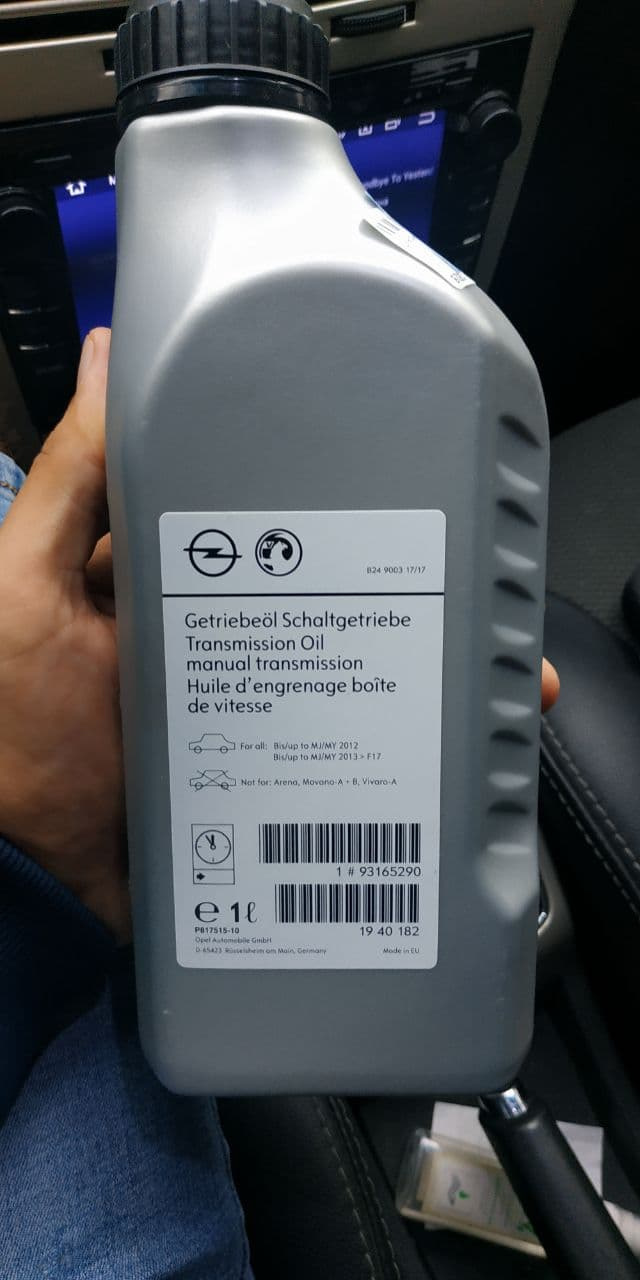 B24 9003 17/17
Getriebeöl Schaltgetriebe
Transmission Oil
manual transmission
Huile d'engrenage boîte
de vitesse
For all: Bis/up to MJ/MY 2012
Bis/up to MJ/MY 2013 > F17
Not for: Arena, Movano-A + B, Vivaro-A
1 # 93165290
e 1ℓ
19 40 182
P817515-10
Opel Automobile GmbH
D-65423 Rüsselsheim am Main, Germany
Made in EU